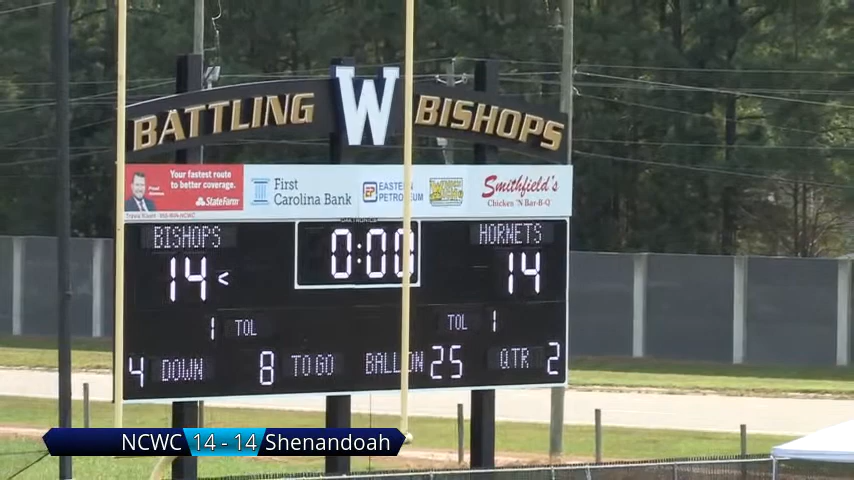 BATTLING W BISHOPS
Your fastest route
to better coverage.
StateFarm
First
Carolina Bank
EP EASTERN
PETROLEUM
Smithfield's
Chicken 'N Bar-B-Q
BISHOPS 0:00 HORNETS
14 < 14
1 TOL TOL 1
4 DOWN 8 TO GO BALL ON 25 QTR 2
NCWC 14 - 14 Shenandoah